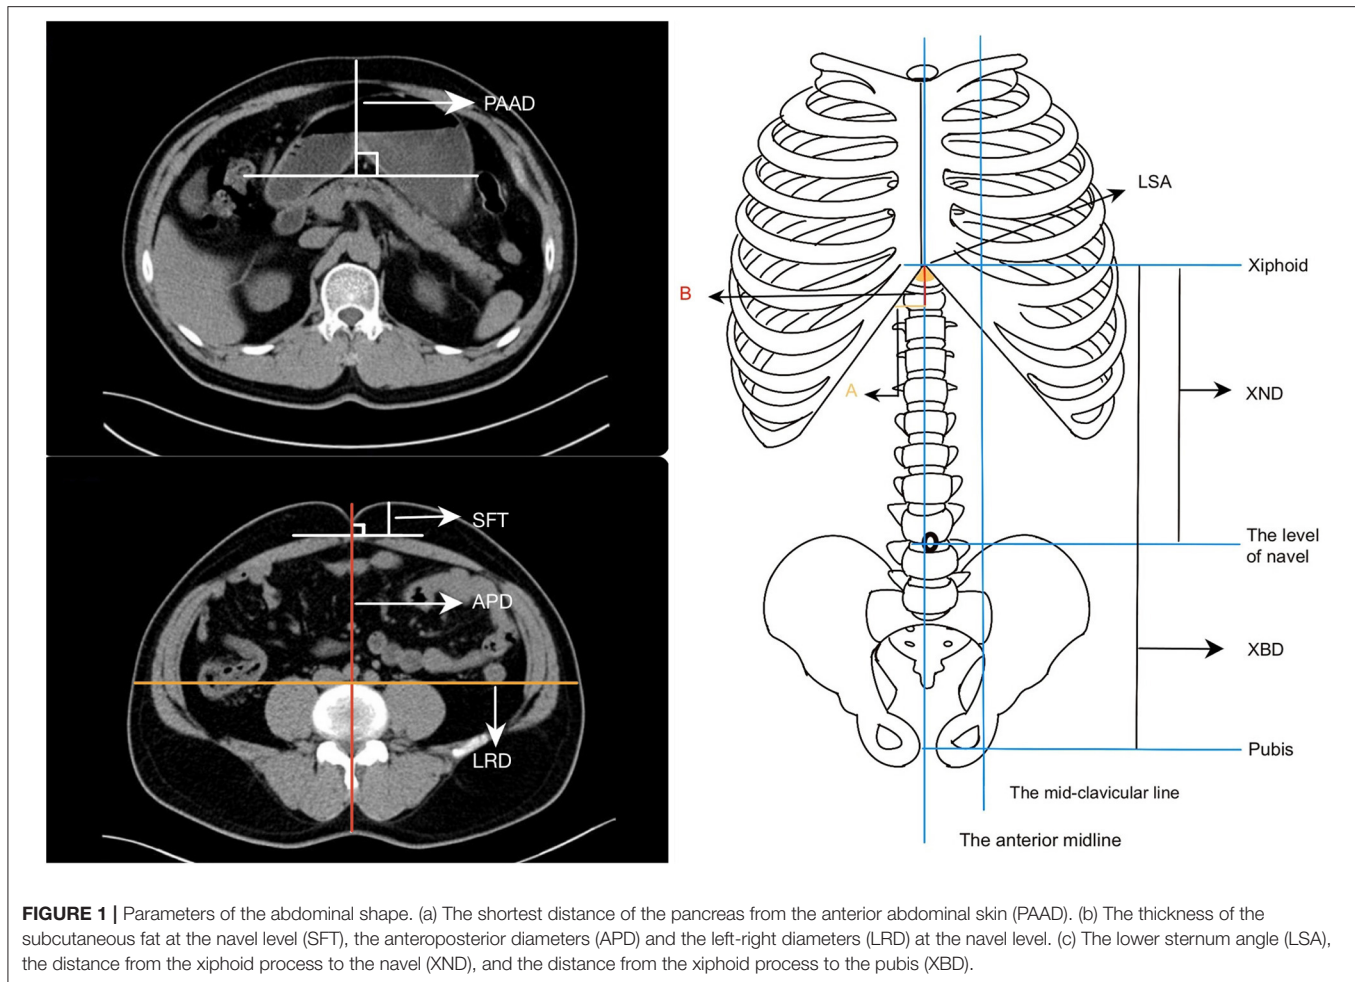 PAAD
SFT
APD
LRD
LSA
Xiphoid
B
A
XND
The level
of navel
XBD
Pubis
The mid-clavicular line
The anterior midline
FIGURE 1 | Parameters of the abdominal shape. (a) The shortest distance of the pancreas from the anterior abdominal skin (PAAD). (b) The thickness of the
subcutaneous fat at the navel level (SFT), the anteroposterior diameters (APD) and the left-right diameters (LRD) at the navel level. (c) The lower sternum angle (LSA),
the distance from the xiphoid process to the navel (XND), and the distance from the xiphoid process to the pubis (XBD).